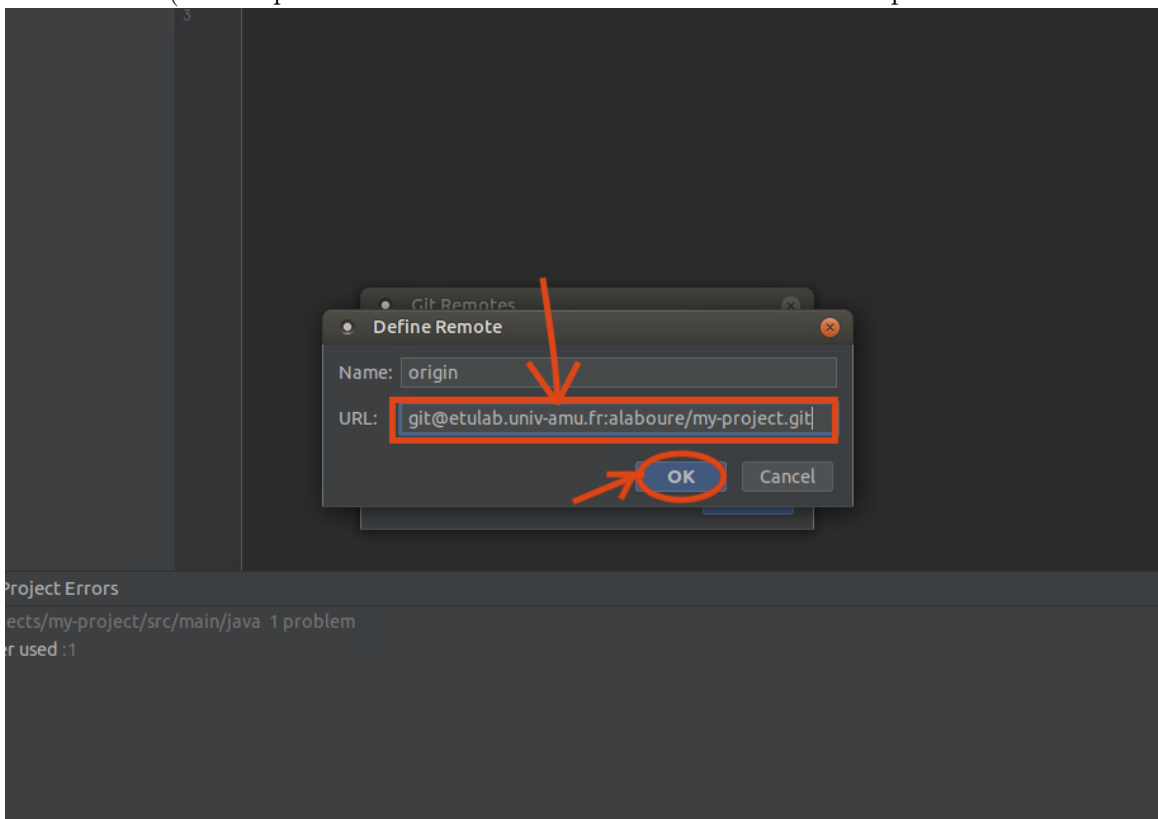 3
Git Remotes
Define Remote
Name: origin
URL: git@etulab.univ-amu.fr:alaboure/my-project.git
OK Cancel
Project Errors
ects/my-project/src/main/java 1 problem
er used :1